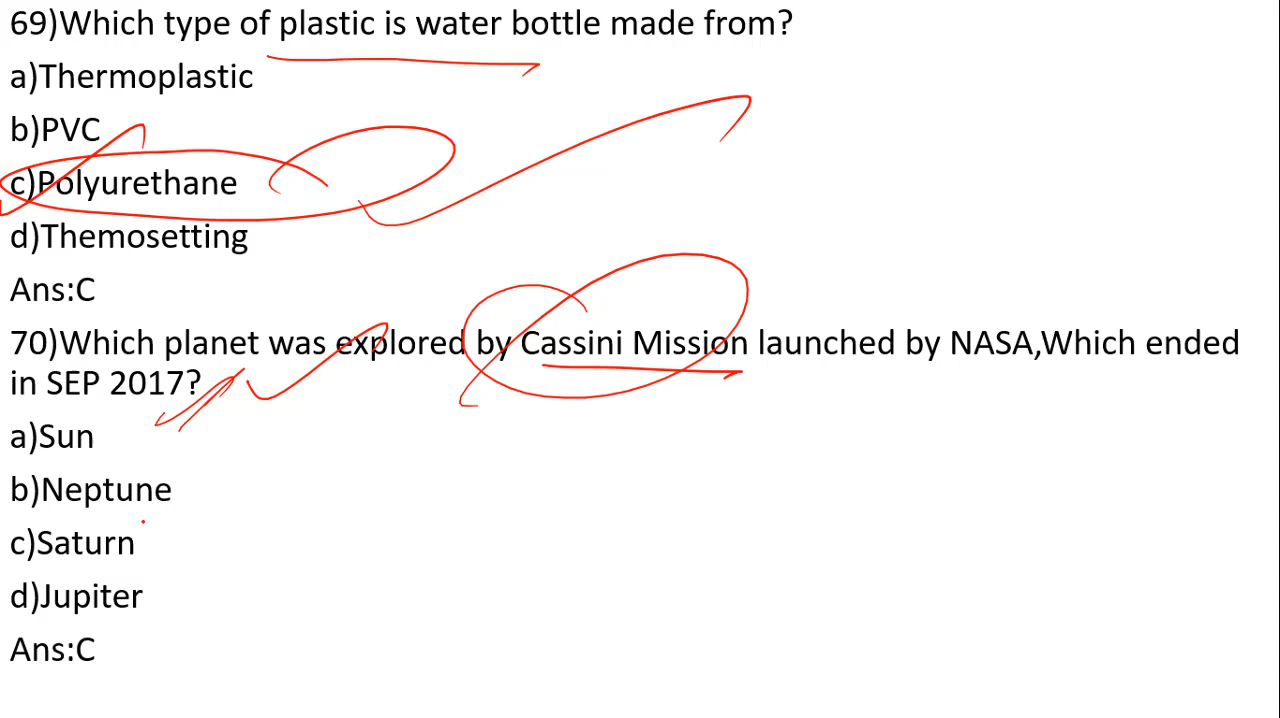 69)Which type of plastic is water bottle made from?
a)Thermoplastic
b)PVC
c)Polyurethane
d)Themosetting
Ans:C
70)Which planet was explored by Cassini Mission launched by NASA,Which ended
in SEP 2017?
a)Sun
b)Neptune
c)Saturn
d)Jupiter
Ans:C